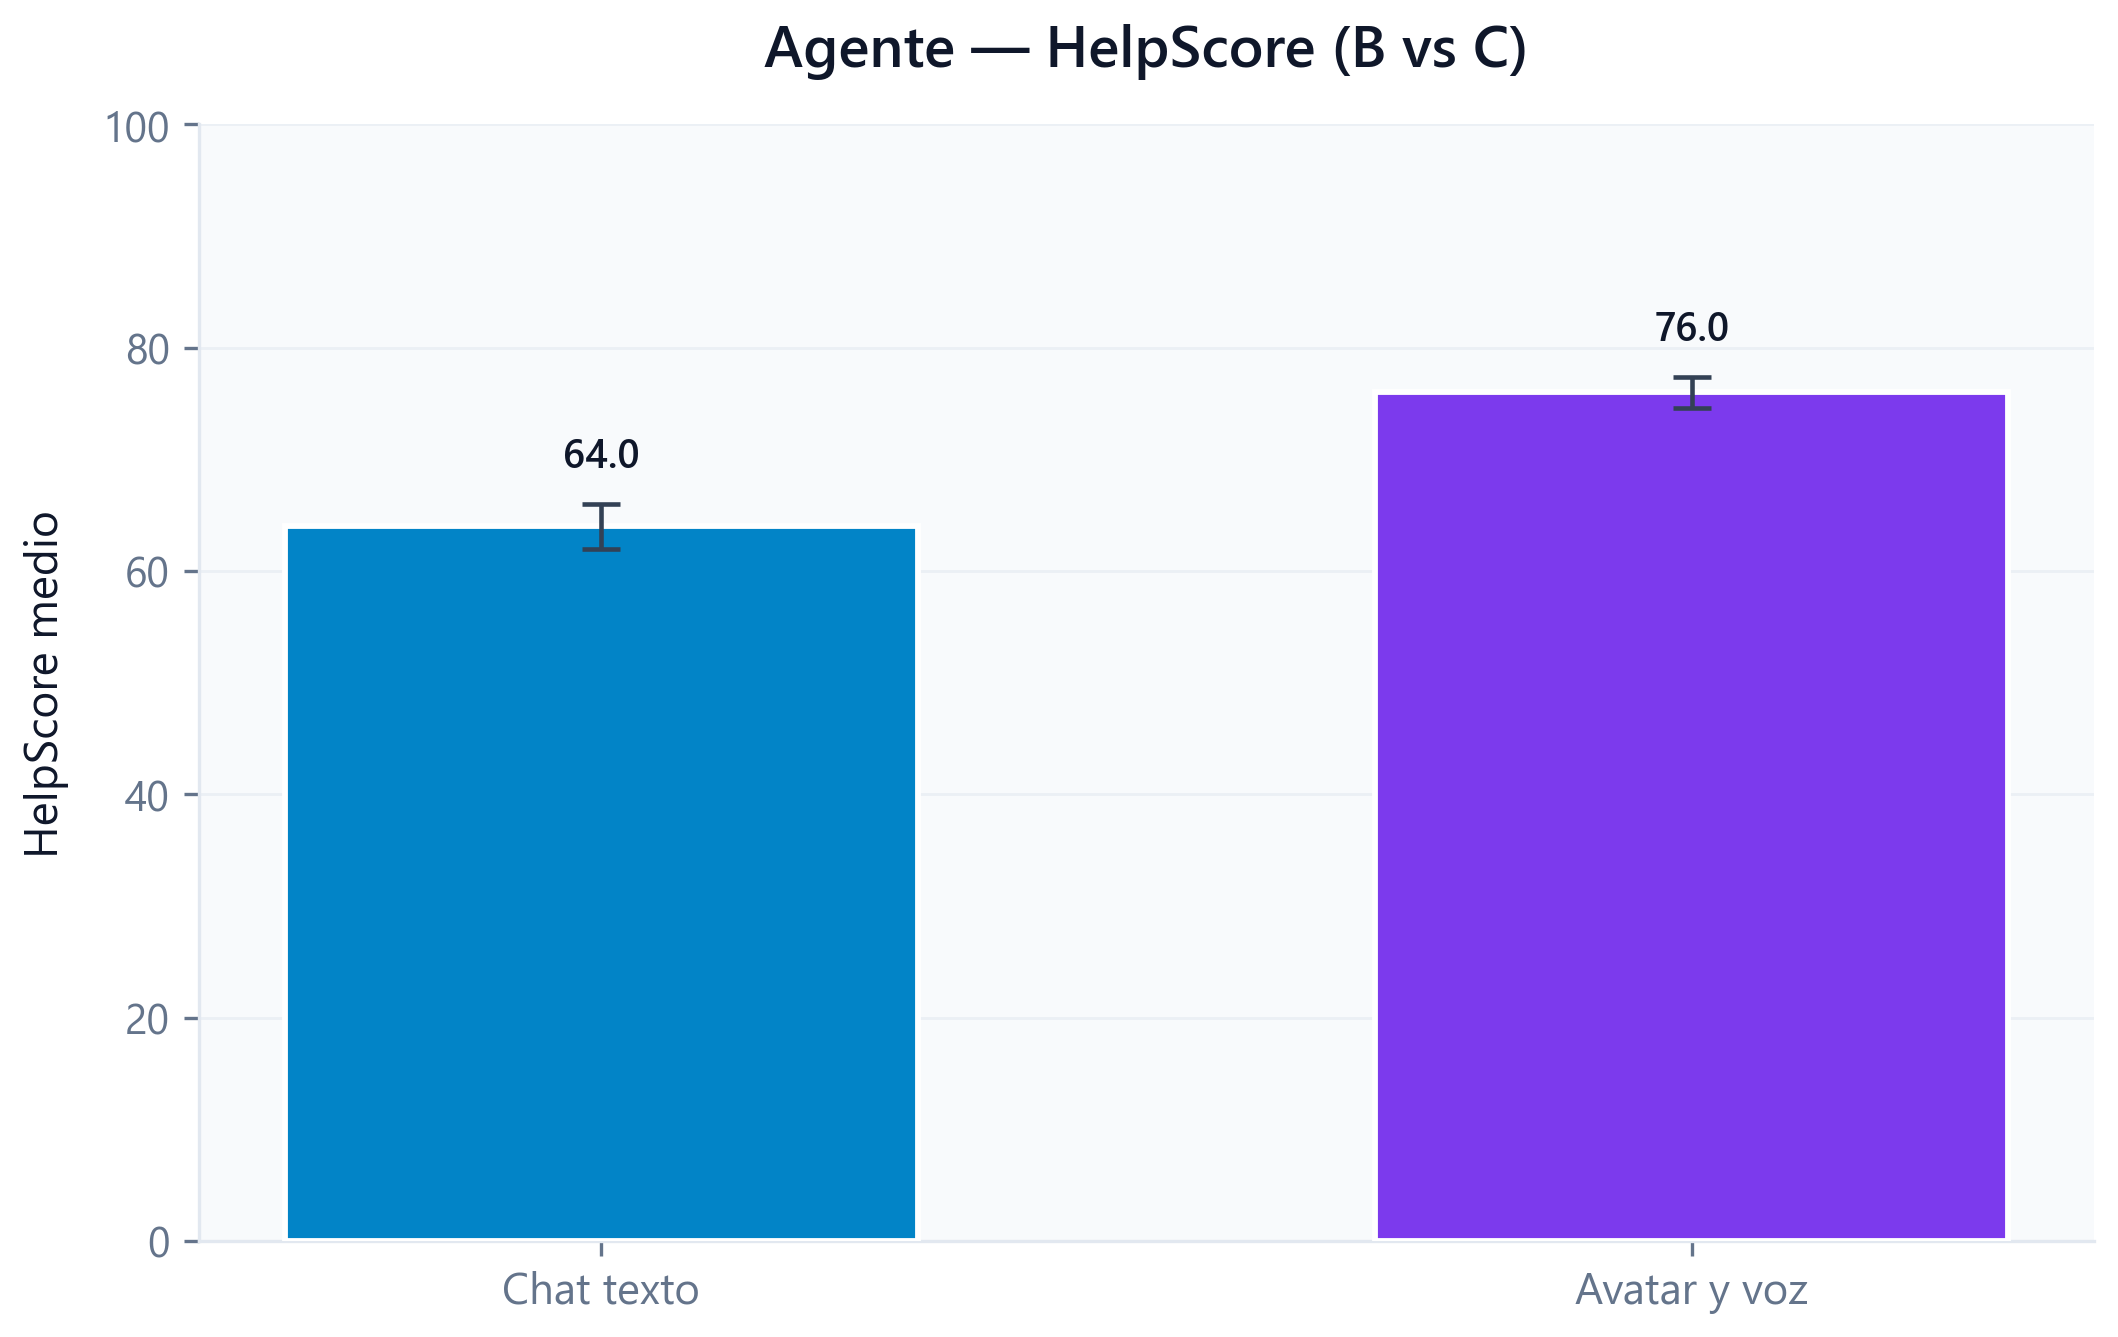 Agente — HelpScore (B vs C)
100
80
60
40
20
0
HelpScore medio
64.0
76.0
Chat texto
Avatar y voz